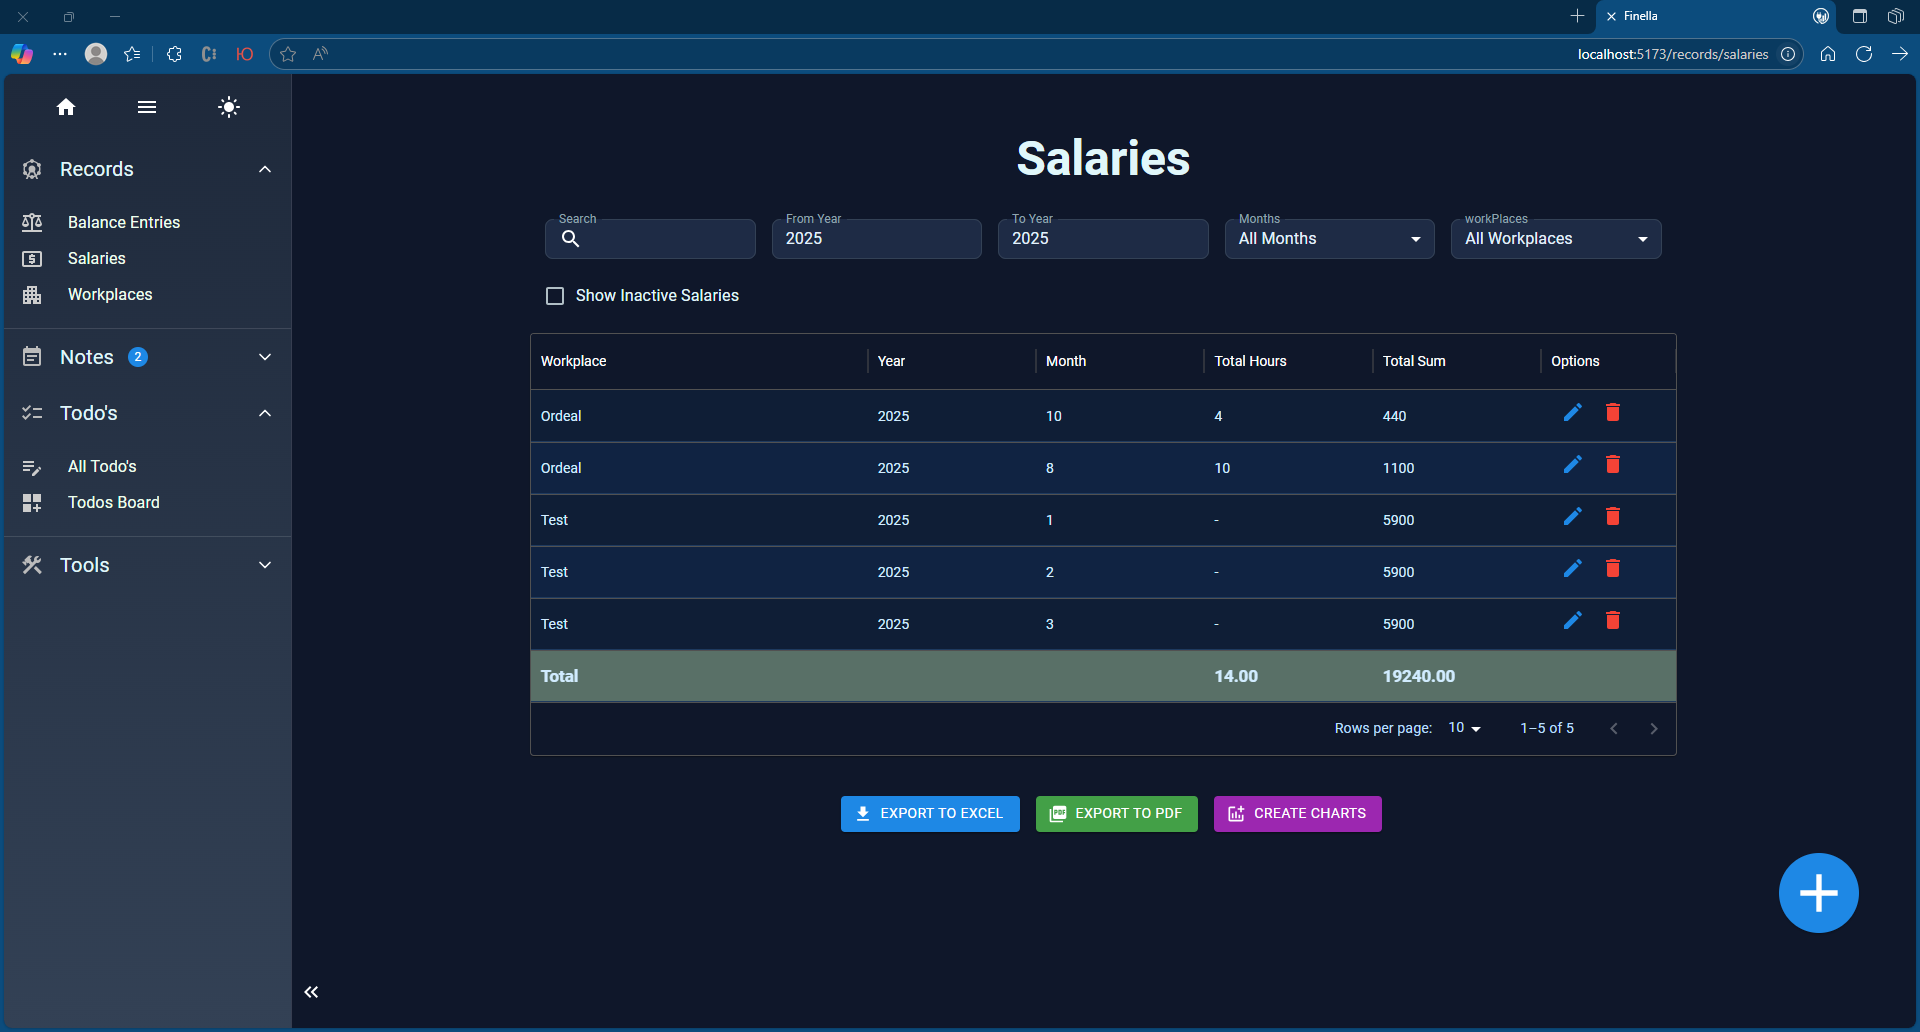 Finella
localhost:5173/records/salaries
Records
Balance Entries
Salaries
Workplaces
Notes 2
Todo's
All Todo's
Todos Board
Tools
Salaries
Search
From Year
2025
To Year
2025
Months
All Months
workPlaces
All Workplaces
Show Inactive Salaries
Workplace Year Month Total Hours Total Sum Options
Ordeal 2025 10 4 440
Ordeal 2025 8 10 1100
Test 2025 1 - 5900
Test 2025 2 - 5900
Test 2025 3 - 5900
Total 14.00 19240.00
Rows per page: 10 1–5 of 5
EXPORT TO EXCEL
PDF EXPORT TO PDF
CREATE CHARTS